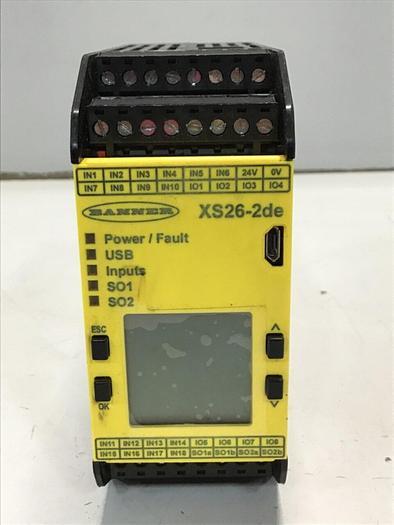 IN1 IN2 IN3 IN4 IN5 IN6 24V 0V
IN7 IN8 IN9 IN10 IO1 IO2 IO3 IO4
BANNER XS26-2de
Power / Fault
USB
Inputs
SO1
SO2
ESC
OK
IN11 IN12 IN13 IN14 IO5 IO6 IO7 IO8
IN15 IN16 IN17 IN18 SO1a SO1b SO2a SO2b